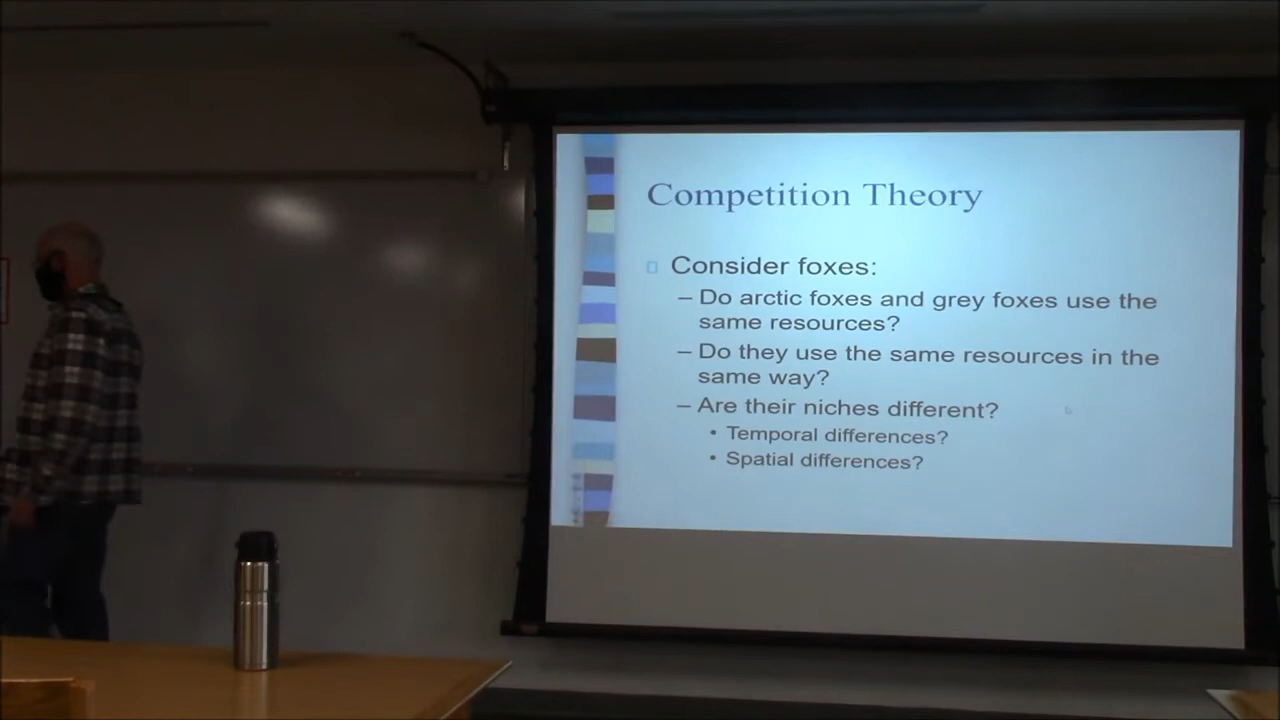 Competition Theory
Consider foxes:
– Do arctic foxes and grey foxes use the
same resources?
– Do they use the same resources in the
same way?
– Are their niches different?
• Temporal differences?
• Spatial differences?